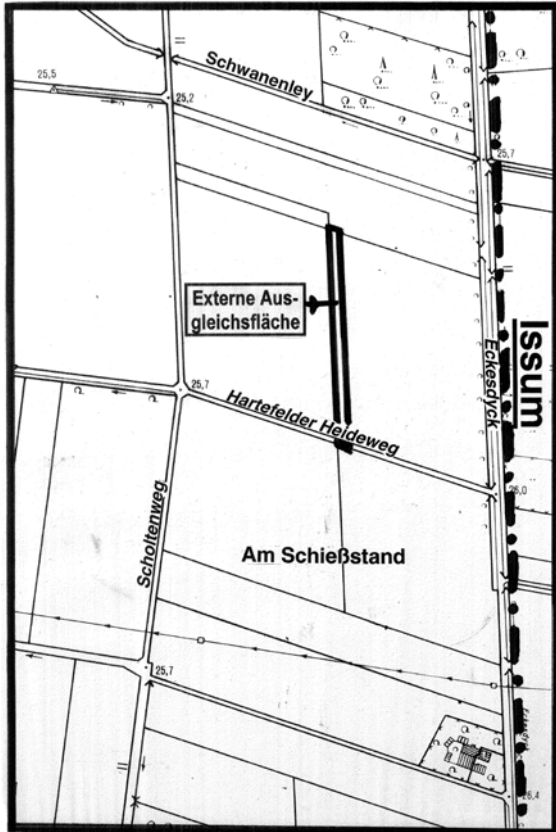 Schwanenley
25,5
25,2
25,7
Externe Aus-
gleichsfläche
Issum
Eckesdyck
25,7
Hartefelder Heideweg
26,0
Scholtenweg
Am Schießstand
25,7
25,4